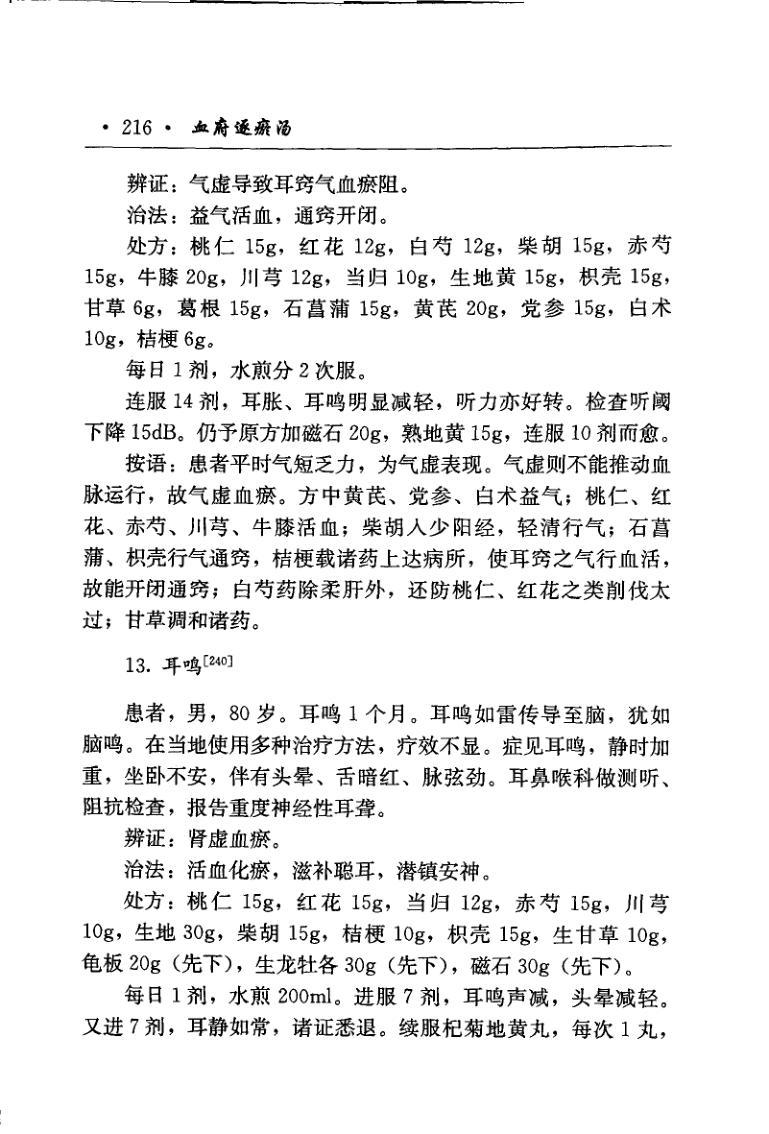 · 216 · 血府逐瘀汤
辨证：气虚导致耳窍气血瘀阻。
治法：益气活血，通窍开闭。
处方：桃仁 15g，红花 12g，白芍 12g，柴胡 15g，赤芍
15g，牛膝 20g，川芎 12g，当归 10g，生地黄 15g，枳壳 15g，
甘草 6g，葛根 15g，石菖蒲 15g，黄芪 20g，党参 15g，白术
10g，桔梗 6g。
每日 1 剂，水煎分 2 次服。
连服 14 剂，耳胀、耳鸣明显减轻，听力亦好转。检查听阈
下降 15dB。仍予原方加磁石 20g，熟地黄 15g，连服 10 剂而愈。
按语：患者平时气短乏力，为气虚表现。气虚则不能推动血
脉运行，故气虚血瘀。方中黄芪、党参、白术益气；桃仁、红
花、赤芍、川芎、牛膝活血；柴胡入少阳经，轻清行气；石菖
蒲、枳壳行气通窍，桔梗载诸药上达病所，使耳窍之气行血活，
故能开闭通窍；白芍药除柔肝外，还防桃仁、红花之类削伐太
过；甘草调和诸药。
13. 耳鸣[240]
患者，男，80 岁。耳鸣 1 个月。耳鸣如雷传导至脑，犹如
脑鸣。在当地使用多种治疗方法，疗效不显。症见耳鸣，静时加
重，坐卧不安，伴有头晕、舌暗红、脉弦劲。耳鼻喉科做测听、
阻抗检查，报告重度神经性耳聋。
辨证：肾虚血瘀。
治法：活血化瘀，滋补聪耳，潜镇安神。
处方：桃仁 15g，红花 15g，当归 12g，赤芍 15g，川芎
10g，生地 30g，柴胡 15g，桔梗 10g，枳壳 15g，生甘草 10g，
龟板 20g（先下），生龙牡各 30g（先下），磁石 30g（先下）。
每日 1 剂，水煎 200ml。进服 7 剂，耳鸣声减，头晕减轻。
又进 7 剂，耳静如常，诸证悉退。续服杞菊地黄丸，每次 1 丸，